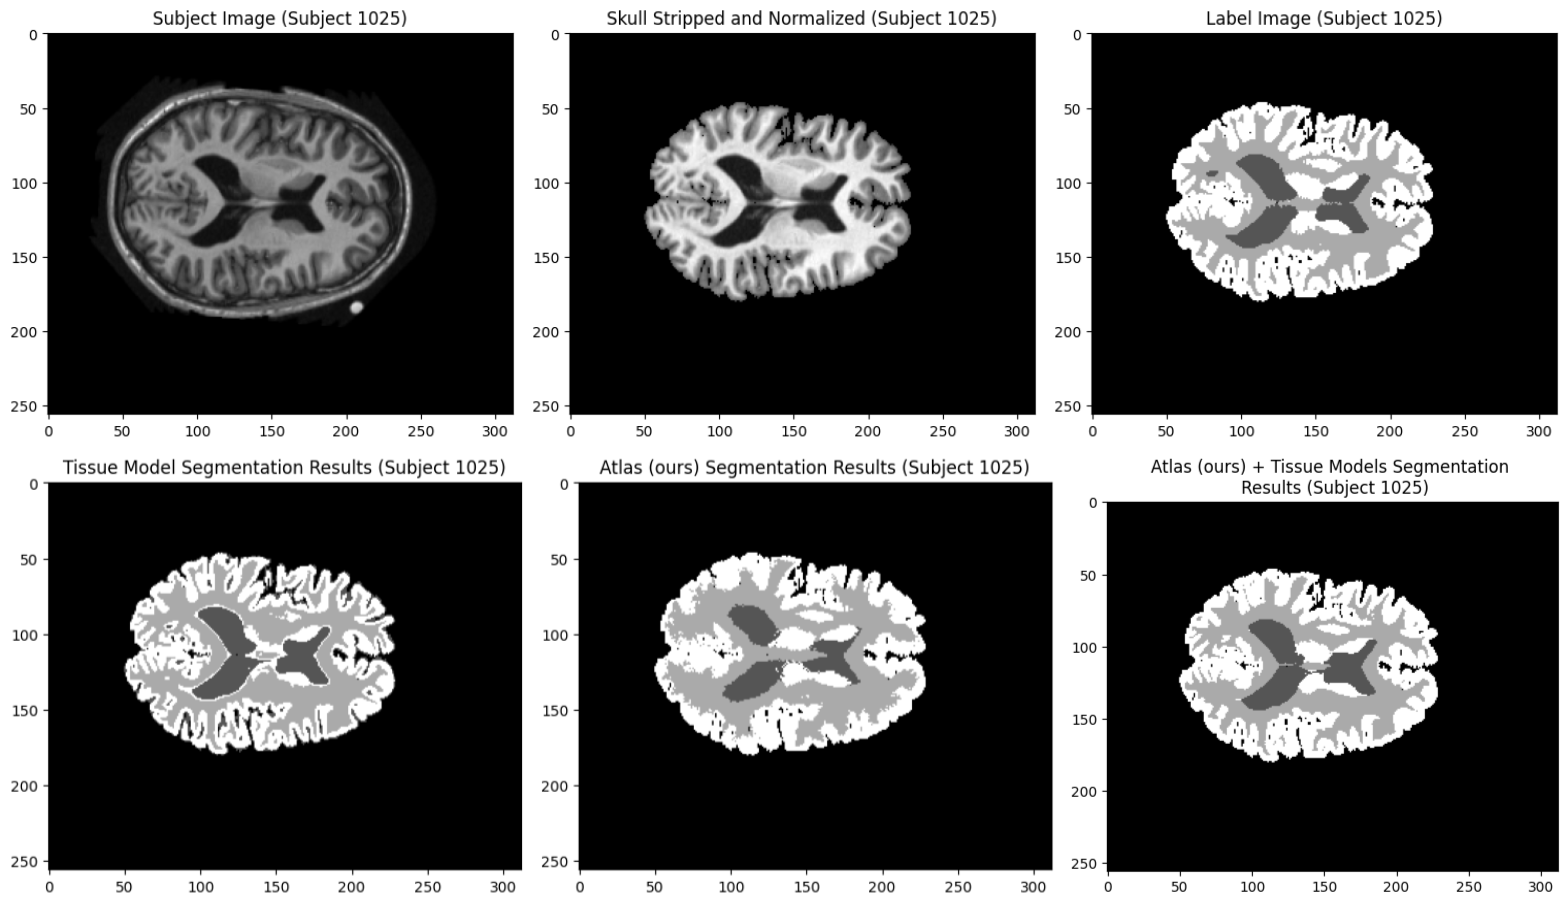 Subject Image (Subject 1025)
Skull Stripped and Normalized (Subject 1025)
Label Image (Subject 1025)
0
50
100
150
200
250
0 50 100 150 200 250 300
0
50
100
150
200
250
0 50 100 150 200 250 300
0
50
100
150
200
250
0 50 100 150 200 250 300
Tissue Model Segmentation Results (Subject 1025)
Atlas (ours) Segmentation Results (Subject 1025)
Atlas (ours) + Tissue Models Segmentation
Results (Subject 1025)
0
50
100
150
200
250
0 50 100 150 200 250 300
0
50
100
150
200
250
0 50 100 150 200 250 300
0
50
100
150
200
250
0 50 100 150 200 250 300